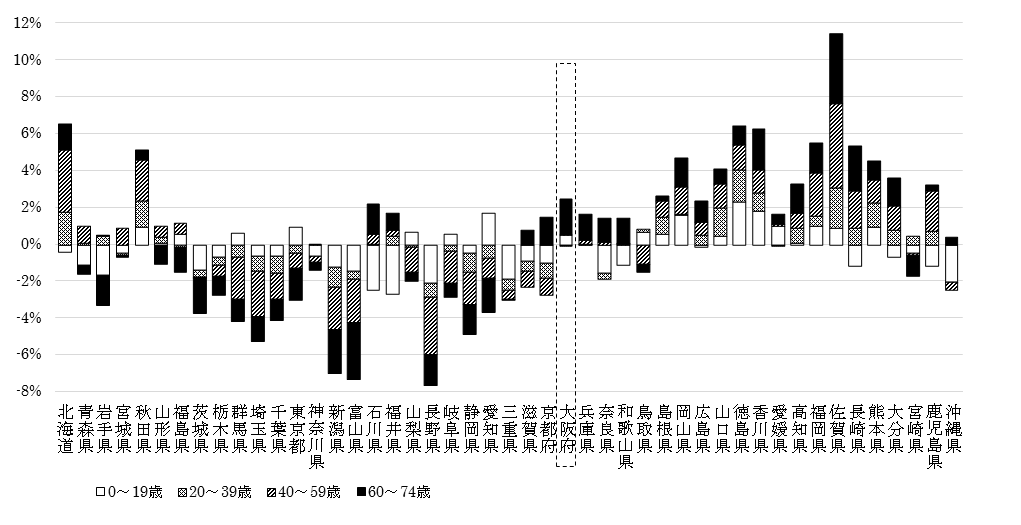 12%
10%
8%
6%
4%
2%
0%
-2%
-4%
-6%
-8%
北海道
青森県
岩手県
宮城県
秋田県
山形県
福島県
茨城県
栃木県
群馬県
埼玉県
千葉県
東京都
神奈川県
新潟県
富山県
石川県
福井県
山梨県
長野県
岐阜県
静岡県
愛知県
三重県
滋賀県
京都府
大阪府
兵庫県
奈良県
和歌山県
鳥取県
島根県
岡山県
広島県
山口県
徳島県
香川県
愛媛県
高知県
福岡県
佐賀県
長崎県
熊本県
大分県
宮崎県
鹿児島県
沖縄県
0～19歳 20～39歳 40～59歳 60～74歳